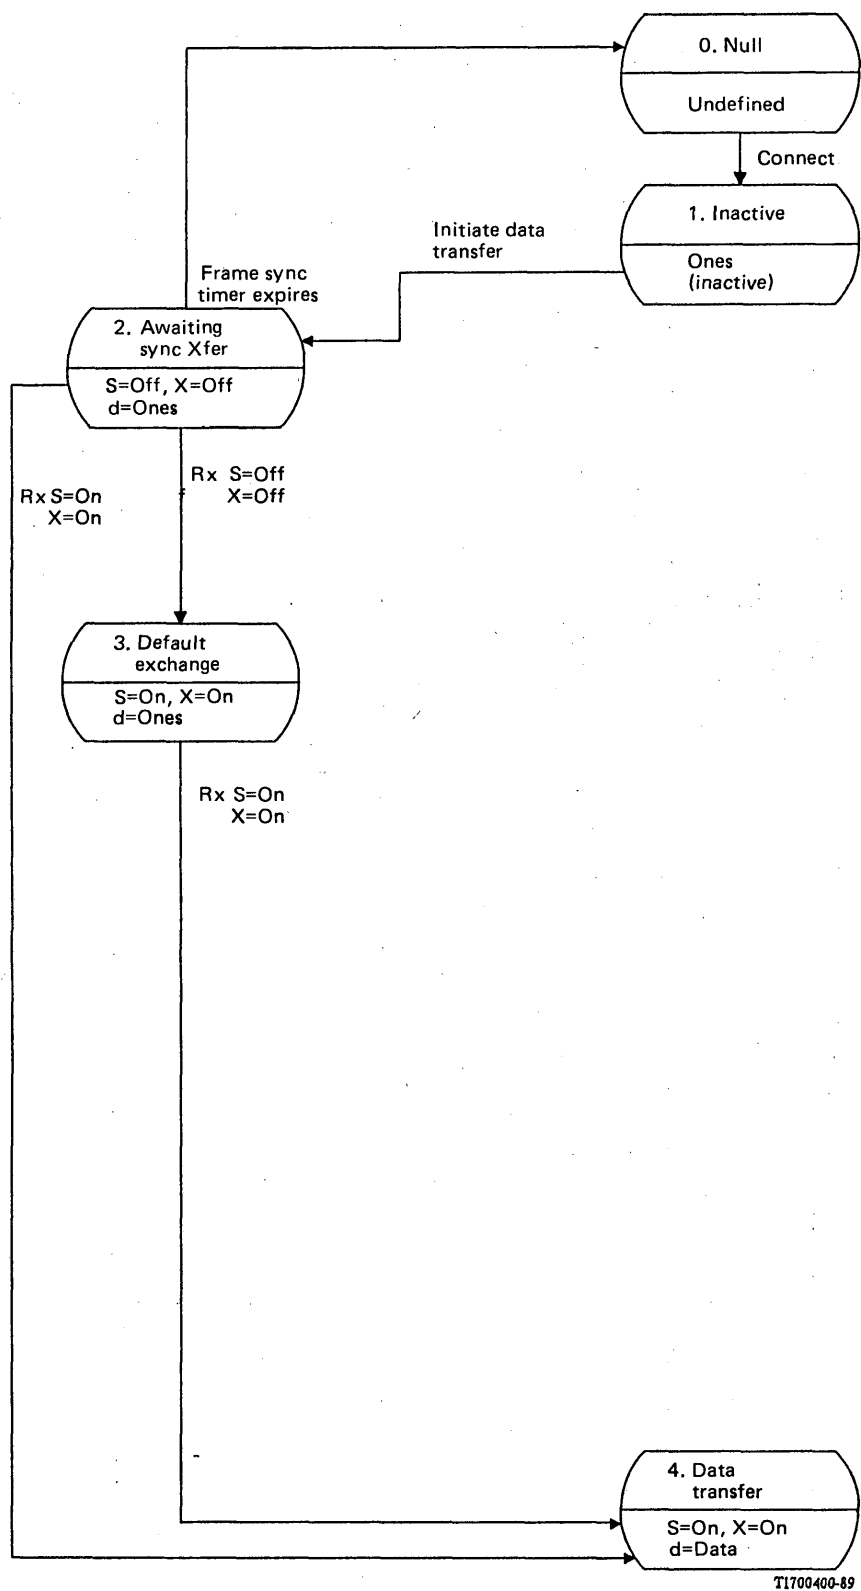 0. Null
Undefined
Connect
1. Inactive
Ones
(inactive)
Initiate data
transfer
Frame sync
timer expires
2. Awaiting
sync Xfer
S=Off, X=Off
d=Ones
Rx S=On
X=On
Rx S=Off
X=Off
3. Default
exchange
S=On, X=On
d=Ones
Rx S=On
X=On
4. Data
transfer
S=On, X=On
d=Data
T1700400-89